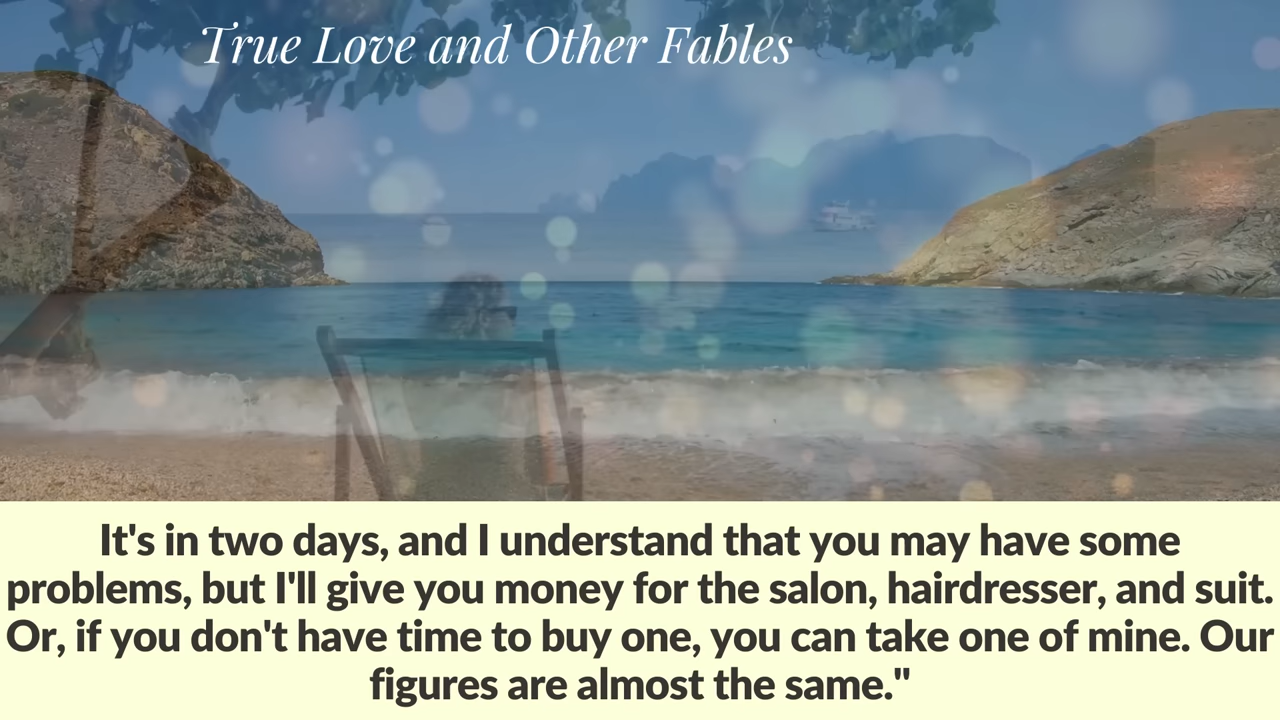 True Love and Other Fables
It's in two days, and I understand that you may have some
problems, but I'll give you money for the salon, hairdresser, and suit.
Or, if you don't have time to buy one, you can take one of mine. Our
figures are almost the same."